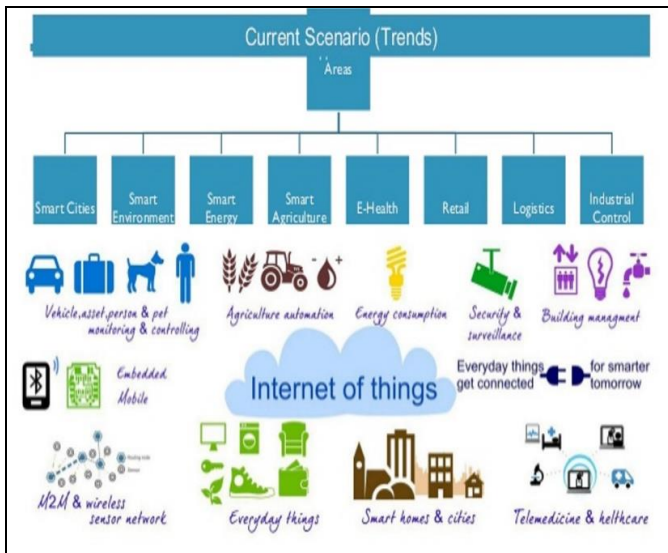 Current Scenario (Trends)
Areas
Smart Cities
Smart
Environment
Smart
Energy
Smart
Agriculture
E-Health
Retail
Logistics
Industrial
Control
Vehicle, asset, person & pet
monitoring & controlling
Agriculture automation
Energy consumption
Security &
surveillance
Building managment
Embedded
Mobile
Internet of things
Everyday things
get connected
for smarter
tomorrow
M2M & wireless
sensor network
Everyday things
Smart homes & cities
Telemedicine & helthcare